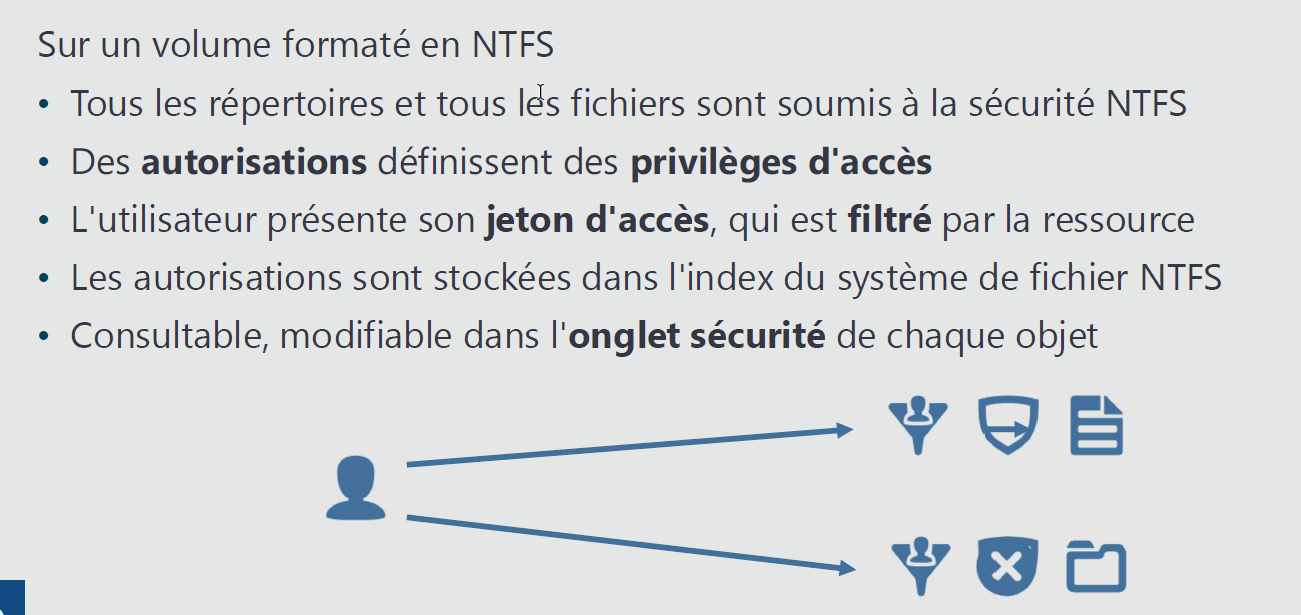 Sur un volume formaté en NTFS
• Tous les répertoires et tous les fichiers sont soumis à la sécurité NTFS
• Des autorisations définissent des privilèges d'accès
• L'utilisateur présente son jeton d'accès, qui est filtré par la ressource
• Les autorisations sont stockées dans l'index du système de fichier NTFS
• Consultable, modifiable dans l'onglet sécurité de chaque objet